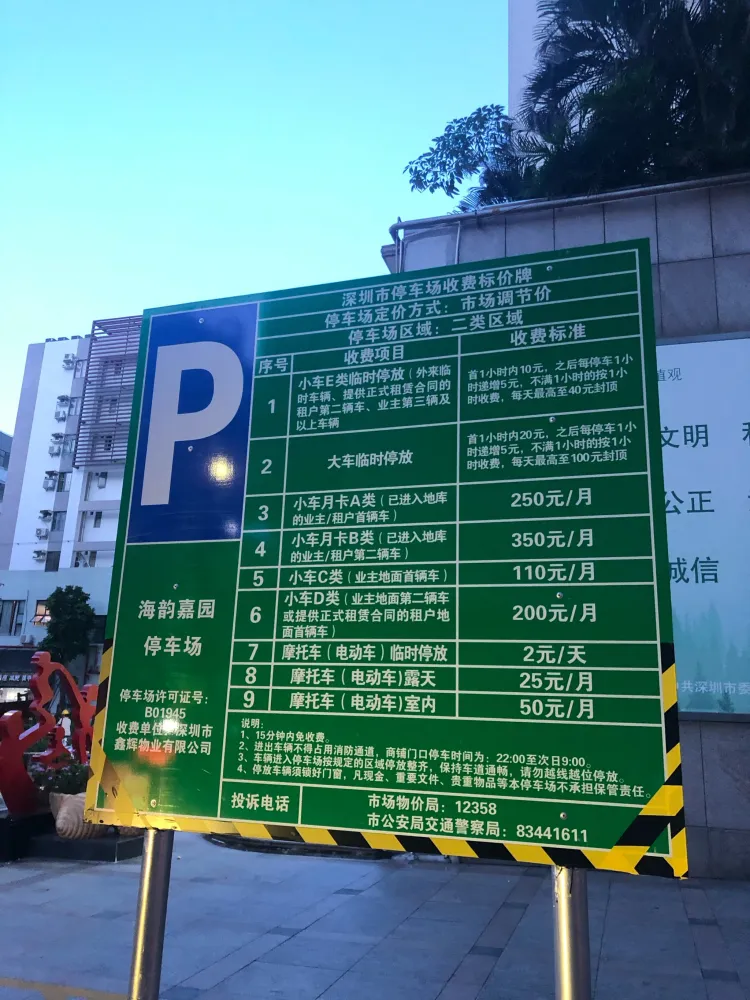 深圳市停车场收费标价牌
停车场定价方式：市场调节价
停车场区域：二类区域
序号 收费项目 收费标准
1 小车E类临时停放（外来临
时车辆、提供正式租赁合同的
租户第二辆车、业主第三辆及
以上车辆
首1小时内10元，之后每停车1小
时递增5元，不满1小时的按1小
时收费，每天最高至40元封顶
2 大车临时停放
首1小时内20元，之后每停车1小
时递增5元，不满1小时的按1小
时收费，每天最高至100元封顶
3 小车月卡A类（已进入地库
的业主/租户首辆车）
250元/月
4 小车月卡B类（已进入地库
的业主/租户第二辆车）
350元/月
5 小车C类（业主地面首辆车） 110元/月
6 小车D类（业主地面第二辆车
或提供正式租赁合同的租户地
面首辆车）
200元/月
7 摩托车（电动车）临时停放 2元/天
8 摩托车（电动车)露天 25元/月
9 摩托车（电动车)室内 50元/月
说明：
1、15分钟内免收费。
2、进出车辆不得占用消防通道，商铺门口停车时间为：22:00至次日9:00。
3、车辆进入停车场按规定的区域停放整齐，保持车道通畅，请勿越线越位停放。
4、停放车辆须锁好门窗，凡现金、重要文件、贵重物品等本停车场不承担保管责任。
投诉电话
市场物价局：12358
市公安局交通警察局：83441611
P
海韵嘉园
停车场
停车场许可证号：
B01945
收费单位：深圳市
鑫辉物业有限公司
值观
文明
公正
诚信
中共深圳市委